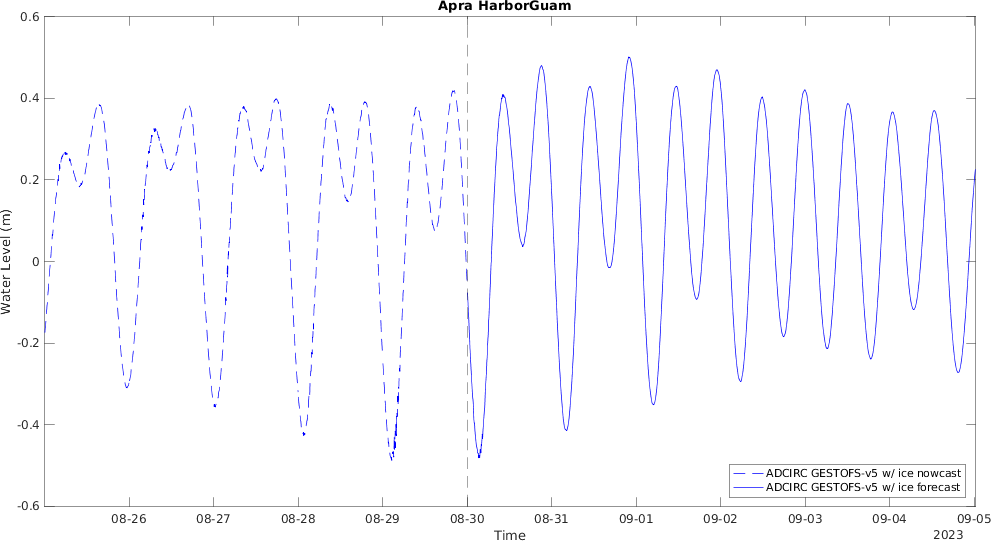 Apra HarborGuam
0.6
0.4
0.2
0
-0.2
-0.4
-0.6
Water Level (m)
ADCIRC GESTOFS-v5 w/ ice nowcast
ADCIRC GESTOFS-v5 w/ ice forecast
08-26 08-27 08-28 08-29 08-30 08-31 09-01 09-02 09-03 09-04 09-05
Time
2023